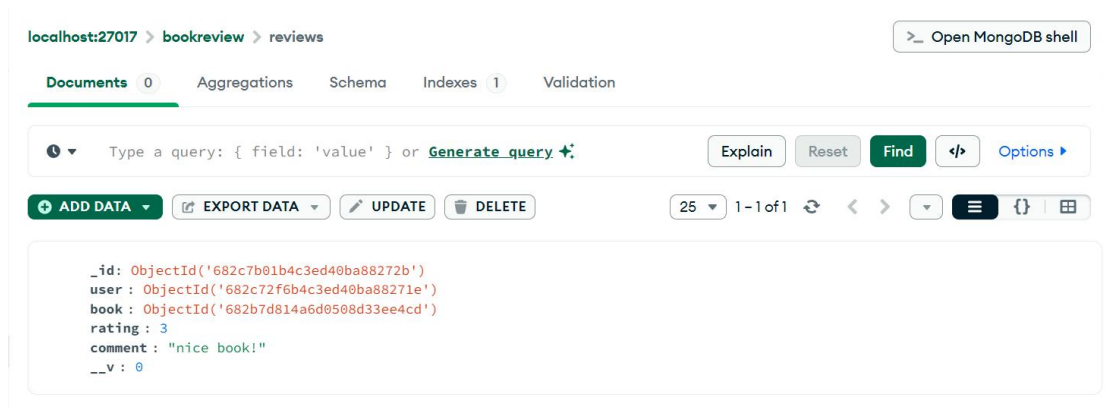 localhost:27017 > bookreview > reviews
>_ Open MongoDB shell
Documents 0 Aggregations Schema Indexes 1 Validation
Type a query: { field: 'value' } or Generate query
Explain Reset Find </> Options
ADD DATA EXPORT DATA UPDATE DELETE
25 1 – 1 of 1 {}
_id: ObjectId('682c7b01b4c3ed40ba88272b')
user : ObjectId('682c72f6b4c3ed40ba88271e')
book : ObjectId('682b7d814a6d0508d33ee4cd')
rating : 3
comment : "nice book!"
__v : 0